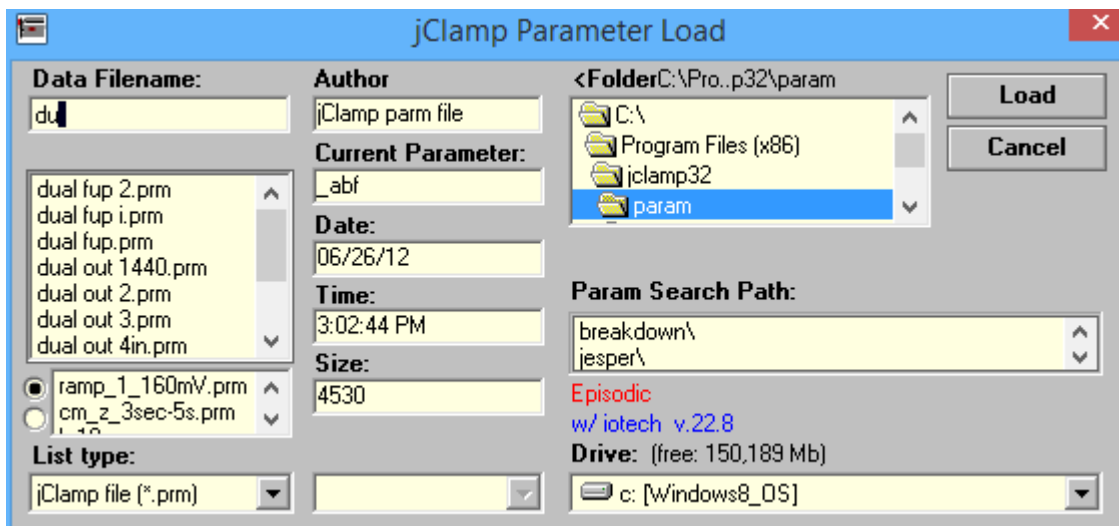 jClamp Parameter Load
Data Filename:
du
dual fup 2.prm
dual fup i.prm
dual fup.prm
dual out 1440.prm
dual out 2.prm
dual out 3.prm
dual out 4in.prm
ramp_1_160mV.prm
cm_z_3sec-5s.prm
List type:
jClamp file (*.prm)
Author
jClamp parm file
Current Parameter:
_abf
Date:
06/26/12
Time:
3:02:44 PM
Size:
4530
<FolderC:\Pro..p32\param
C:\
Program Files (x86)
jclamp32
param
Param Search Path:
breakdown\
jesper\
Episodic
w/ iotech v.22.8
Drive: (free: 150,189 Mb)
c: [Windows8_OS]
Load
Cancel